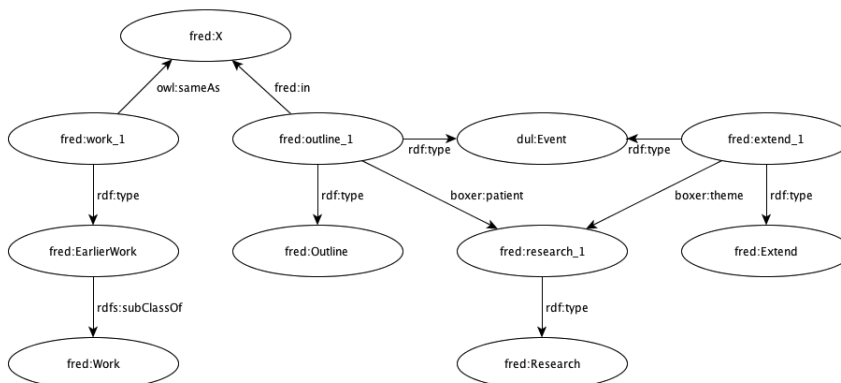 fred:X
owl:sameAs
fred:in
fred:work_1
fred:outline_1
dul:Event
fred:extend_1
rdf:type
rdf:type
rdf:type
rdf:type
boxer:patient
boxer:theme
rdf:type
fred:EarlierWork
fred:Outline
fred:research_1
fred:Extend
rdfs:subClassOf
rdf:type
fred:Work
fred:Research